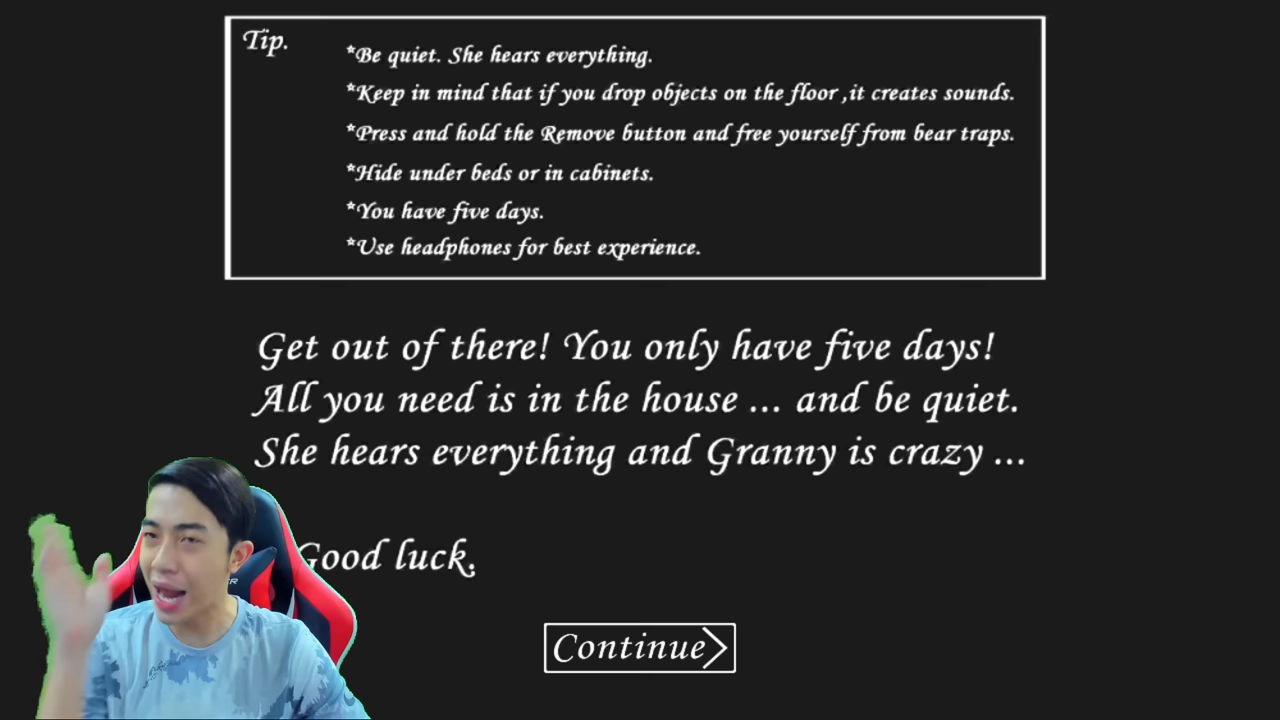 Tip.
*Be quiet. She hears everything.
*Keep in mind that if you drop objects on the floor ,it creates sounds.
*Press and hold the Remove button and free yourself from bear traps.
*Hide under beds or in cabinets.
*You have five days.
*Use headphones for best experience.
Get out of there! You only have five days!
All you need is in the house ... and be quiet.
She hears everything and Granny is crazy ...
Good luck.
Continue